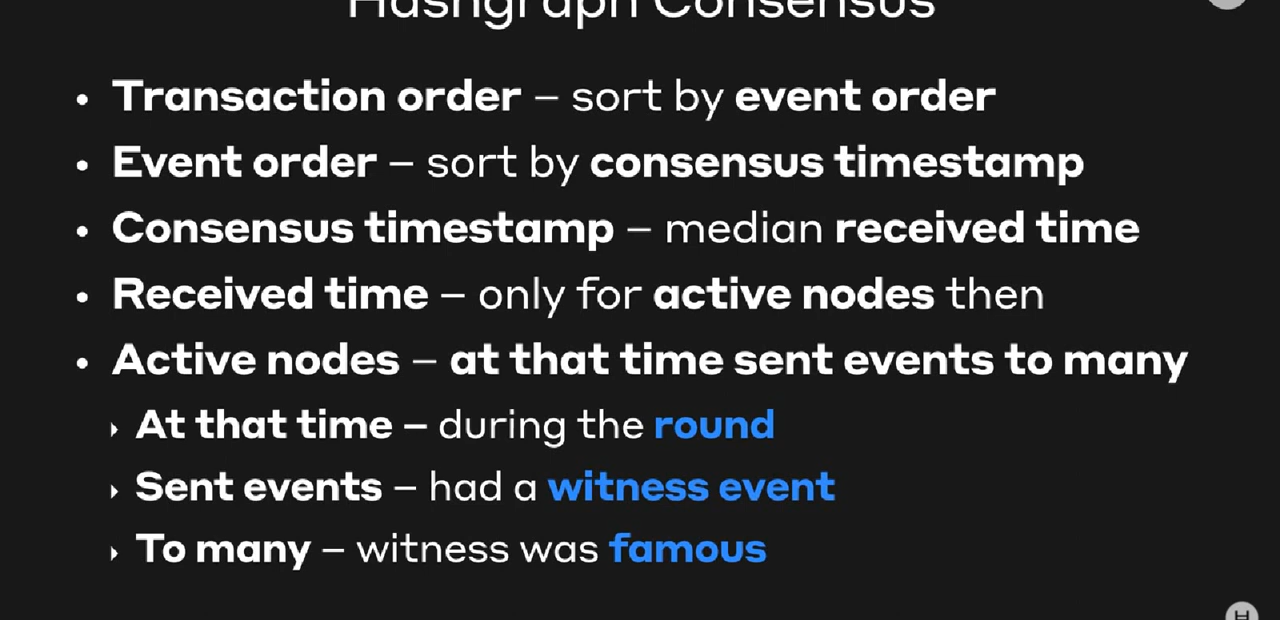 Hashgraph Consensus
• Transaction order – sort by event order
• Event order – sort by consensus timestamp
• Consensus timestamp – median received time
• Received time – only for active nodes then
• Active nodes – at that time sent events to many
‣ At that time – during the round
‣ Sent events – had a witness event
‣ To many – witness was famous